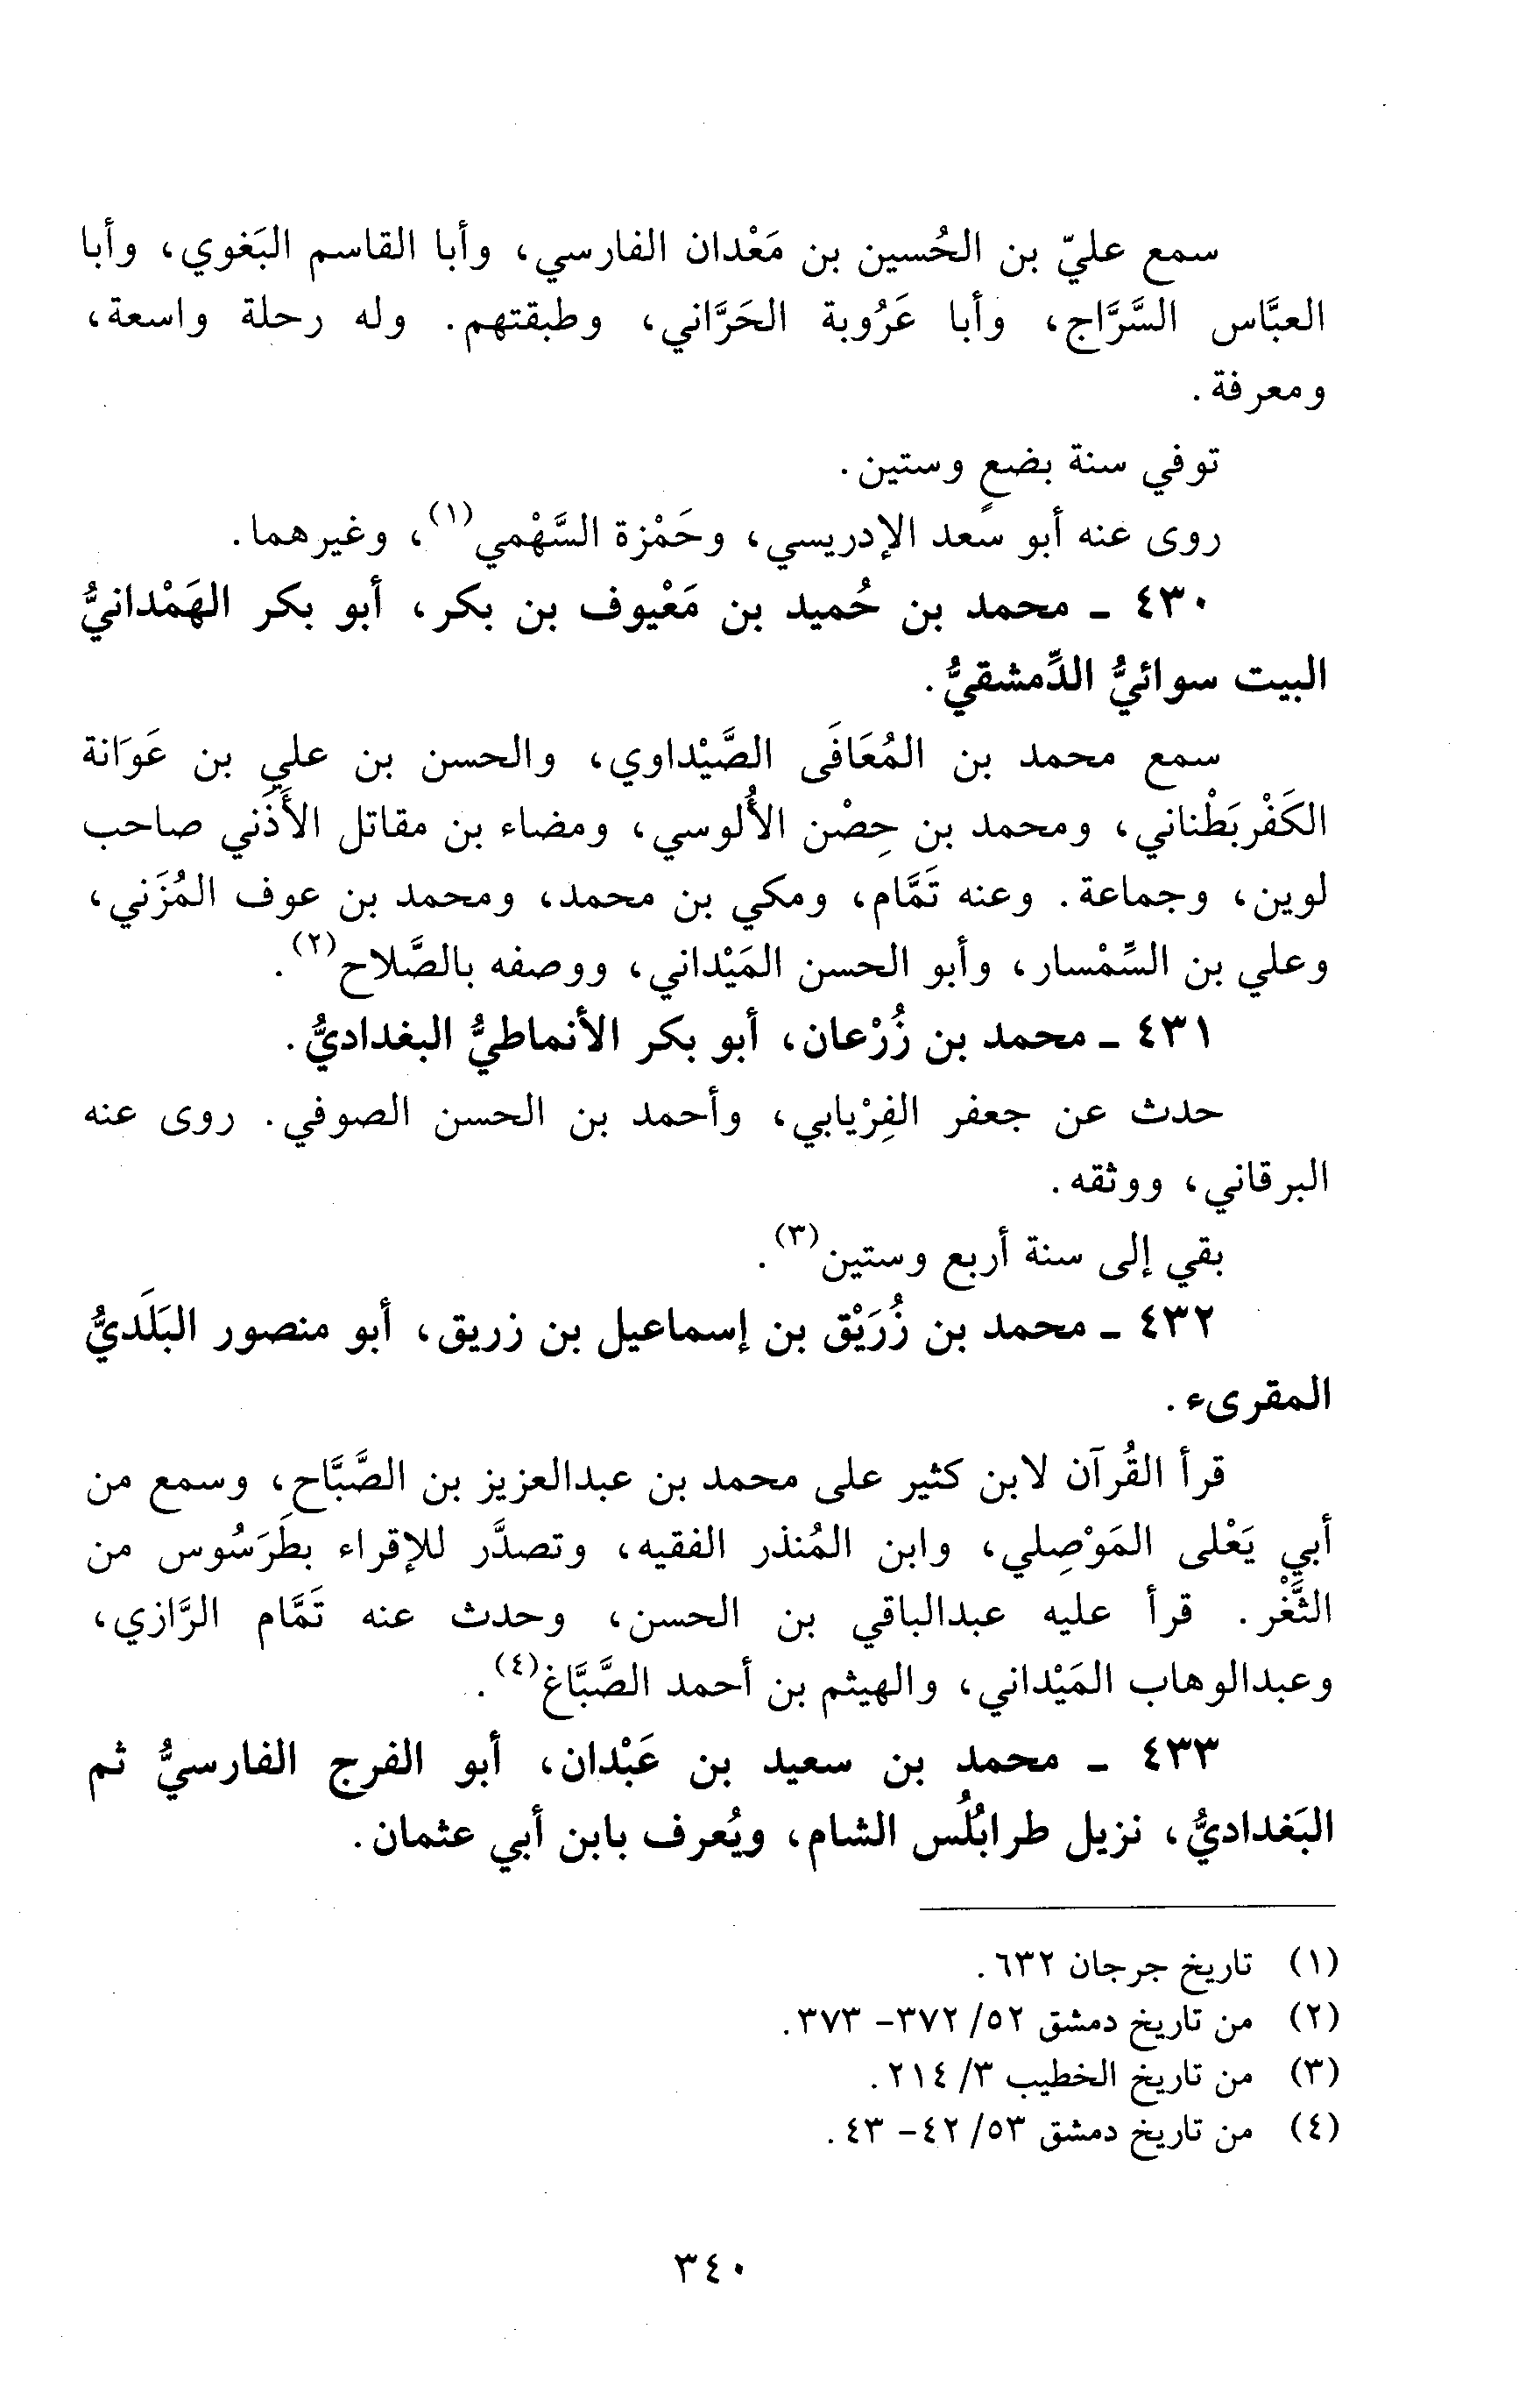 سمع عليّ بن الحُسين بن مَعْدان الفارسي، وأبا القاسم البَغوي، وأبا
العبَّاس السَّرَّاج، وأبا عَرُوبة الحَرَّاني، وطبقتهم. وله رحلة واسعة،
ومعرفة.
توفي سنة بضعٍ وستين.
روى عنه أبو سعد الإدريسي، وحَمْزة السَّهْمي(١)، وغيرهما.
٤٣٠ ـ محمد بن حُميد بن مَعْيوف بن بكر، أبو بكر الهَمْدانيُّ
البيت سوائيُّ الدِّمشقيُّ.
سمع محمد بن المُعَافَى الصَّيْداوي، والحسن بن علي بن عَوَانة
الكَفْربَطْناني، ومحمد بن حِصْن الأُلوسي، ومضاء بن مقاتل الأَذَني صاحب
لوين، وجماعة. وعنه تَمَّام، ومكي بن محمد، ومحمد بن عوف المُزَني،
وعلي بن السِّمْسار، وأبو الحسن المَيْداني، ووصفه بالصَّلاح(٢).
٤٣١ ـ محمد بن زُرْعان، أبو بكر الأنماطيُّ البغداديُّ.
حدث عن جعفر الفِرْيابي، وأحمد بن الحسن الصوفي. روى عنه
البرقاني، ووثقه.
بقي إلى سنة أربع وستين(٣).
٤٣٢ ـ محمد بن زُرَيْق بن إسماعيل بن زريق، أبو منصور البَلَديُّ
المقرىء.
قرأ القُرآن لابن كثير على محمد بن عبدالعزيز بن الصَّبَّاح، وسمع من
أبي يَعْلى المَوْصِلي، وابن المُنذر الفقيه، وتصدَّر للإقراء بطَرَسُوس من
الثَّغْر. قرأ عليه عبدالباقي بن الحسن، وحدث عنه تَمَّام الرَّازي،
وعبدالوهاب المَيْداني، والهيثم بن أحمد الصَّبَّاغ(٤).
٤٣٣ ـ محمد بن سعيد بن عَبْدان، أبو الفرج الفارسيُّ ثم
البَغداديُّ، نزيل طرابُلُس الشام، ويُعرف بابن أبي عثمان.
(١) تاريخ جرجان ٦٣٢.
(٢) من تاريخ دمشق ٥٢/ ٣٧٢- ٣٧٣.
(٣) من تاريخ الخطيب ٣/ ٢١٤.
(٤) من تاريخ دمشق ٥٣/ ٤٢- ٤٣.
٣٤٠